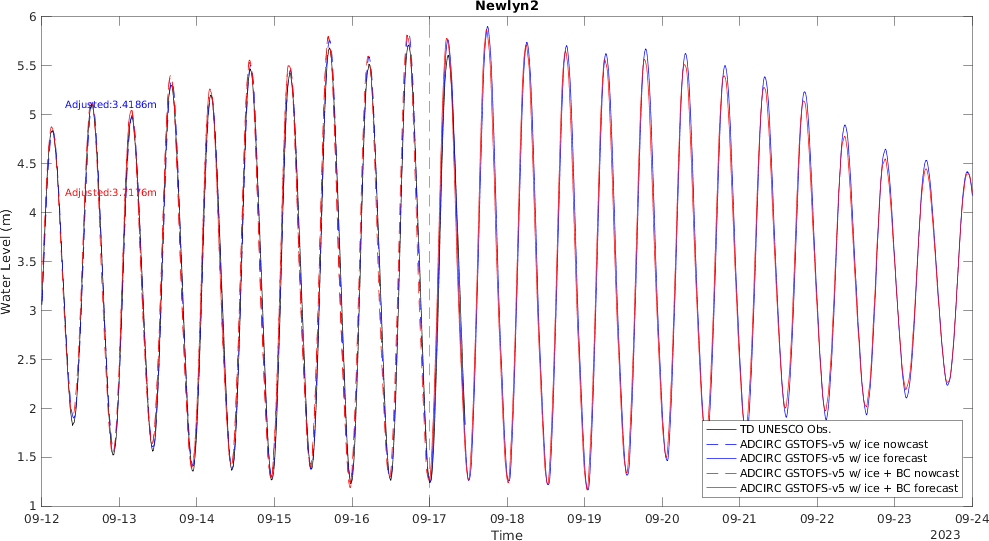 Newlyn2
6
5.5
5
4.5
4
3.5
3
2.5
2
1.5
1
Water Level (m)
Adjusted:3.4186m
Adjusted:3.7176m
TD UNESCO Obs.
ADCIRC GSTOFS-v5 w/ ice nowcast
ADCIRC GSTOFS-v5 w/ ice forecast
ADCIRC GSTOFS-v5 w/ ice + BC nowcast
ADCIRC GSTOFS-v5 w/ ice + BC forecast
09-12 09-13 09-14 09-15 09-16 09-17 09-18 09-19 09-20 09-21 09-22 09-23 09-24
Time
2023